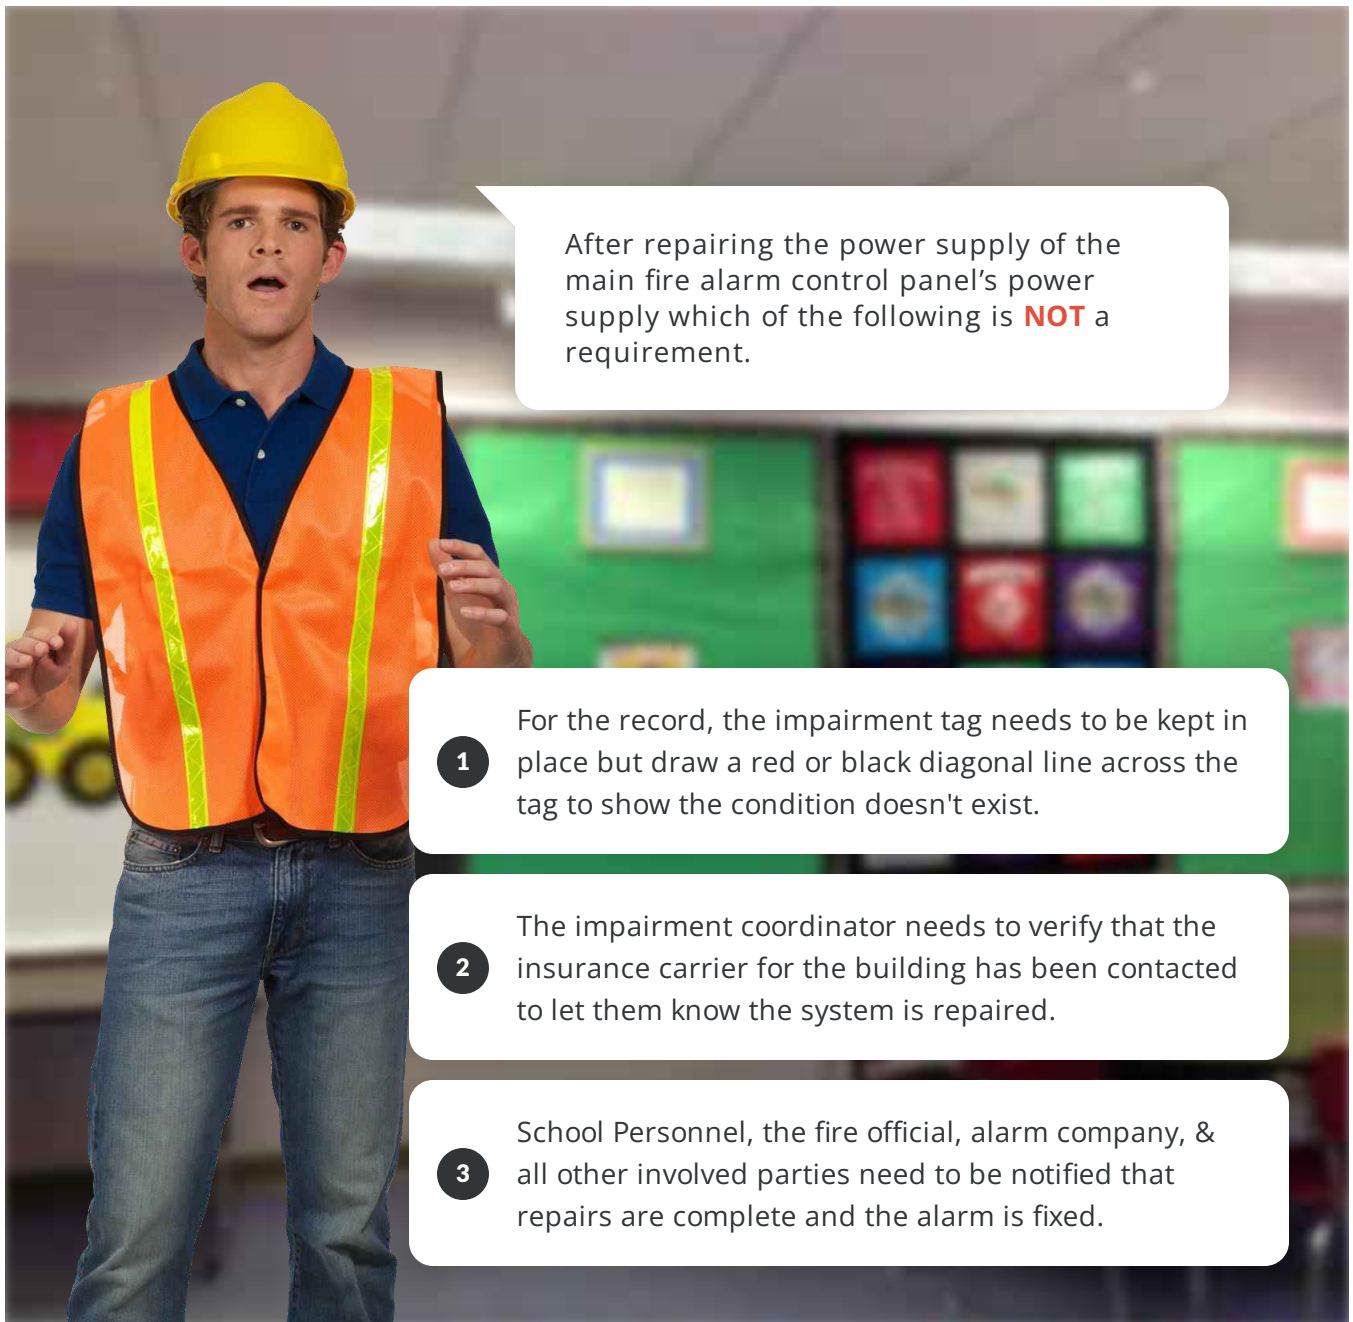 After repairing the power supply of the
main fire alarm control panel’s power
supply which of the following is NOT a
requirement.
1
For the record, the impairment tag needs to be kept in
place but draw a red or black diagonal line across the
tag to show the condition doesn't exist.
2
The impairment coordinator needs to verify that the
insurance carrier for the building has been contacted
to let them know the system is repaired.
3
School Personnel, the fire official, alarm company, &
all other involved parties need to be notified that
repairs are complete and the alarm is fixed.